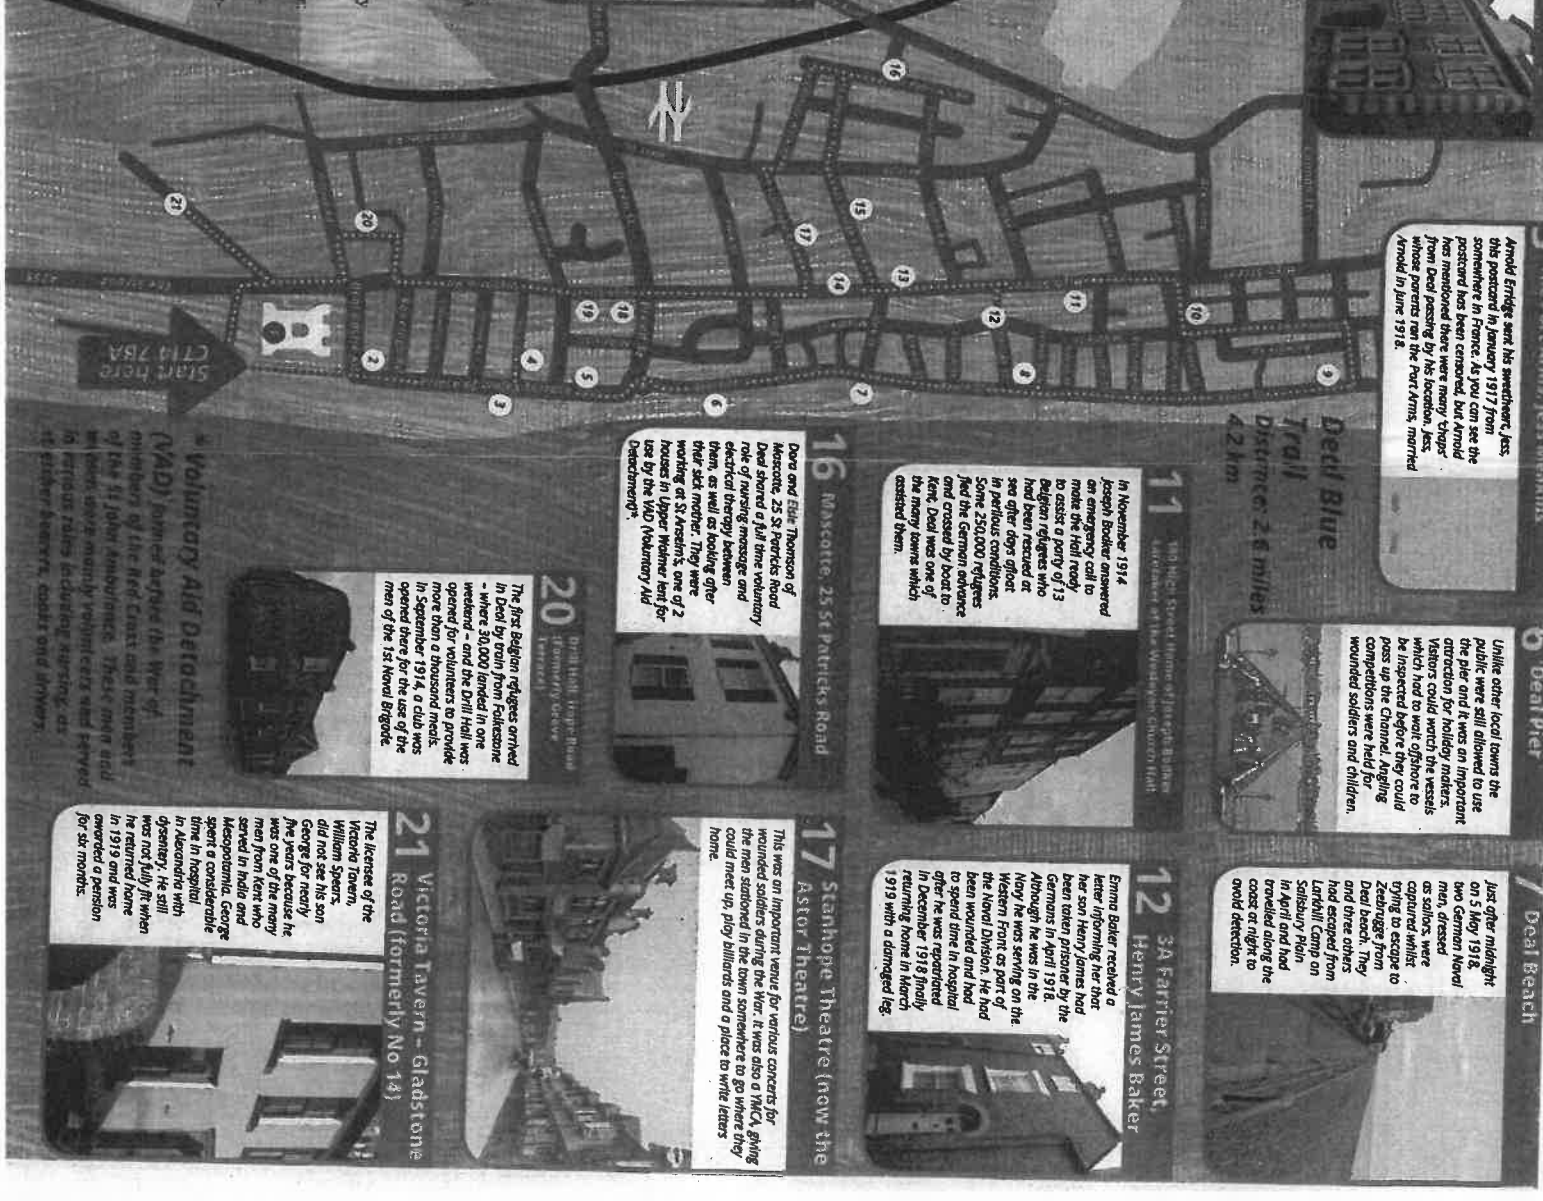 Arnold Erridge sent his sweetheart, Jess,
this postcard in January 1917 from
somewhere in France. As you can see the
postcard has been censored, but Arnold
has mentioned there were many 'chaps'
from Deal passing by his location. Jess,
whose parents ran the Port Arms, married
Arnold in June 1918.
6 Deal Pier
Unlike other local towns the
public were still allowed to use
the pier and it was an important
attraction for holiday makers.
Visitors could watch the vessels
which had to wait offshore to
be inspected before they could
pass up the Channel. Angling
competitions were held for
wounded soldiers and children.
7 Deal Beach
Just after midnight
on 5 May 1918,
two German Naval
men, dressed
as sailors, were
captured whilst
trying to escape to
Zeebrugge from
Deal beach. They
and three others
had escaped from
Larkhill Camp on
Salisbury Plain
in April and had
travelled along the
coast at night to
avoid detection.
Deal Blue
Trail
Distance: 2.6 miles
4.2 km
11
In November 1914
Joseph Bodker answered
an emergency call to
make the Hall ready
to assist a party of 13
Belgian refugees who
had been rescued at
sea after days afloat
in perilous conditions.
Some 250,000 refugees
fled the German advance
and crossed by boat to
Kent. Deal was one of
the many towns which
assisted them.
12 3A Farrier Street,
Henry James Baker
Emma Baker received a
letter informing her that
her son Henry James had
been taken prisoner by the
Germans in April 1918.
Although he was in the
Navy he was serving on the
Western Front as part of
the Naval Division. He had
been wounded and had
to spend time in hospital
after he was repatriated
in December 1918 finally
returning home in March
1919 with a damaged leg.
16 Moscote, 25 St Patricks Road
Dora and Elsie Thomson of
Moscote, 25 St Patricks Road
Deal shared a full time voluntary
role of nursing massage and
electrical therapy between
them, as well as looking after
their sick mother. They were
working at St Anselm's, one of 2
houses in Upper Walmer lent for
use by the VAD (Voluntary Aid
Detachment)*.
17 Stanhope Theatre (now the
Astor Theatre)
This was an important venue for various concerts for
wounded soldiers during the War. It was also a YMCA, giving
the men stationed in the town somewhere to go where they
could meet up, play billiards and a place to write letters
home.
20 Drill Hall,
The first Belgian refugees arrived
in Deal by train from Folkestone
- where 30,000 landed in one
weekend - and the Drill Hall was
opened for volunteers to provide
more than a thousand meals.
In September 1914, a club was
opened there for the use of the
men of the 1st Naval Brigade.
21 Victoria Tavern – Gladstone
Road (formerly No 14)
The licensee of the
Victoria Tavern,
William Spears,
did not see his son
George for nearly
five years because he
was one of the many
men from Kent who
served in India and
Mesopotamia. George
spent a considerable
time in hospital
in Alexandria with
dysentery. He still
was not fully fit when
he returned home
in 1919 and was
awarded a pension
for six months.
* Voluntary Aid Detachment
(VAD) formed before the War of
members of the Red Cross and members
of the St John Ambulance. These men and
women were mainly volunteers and served
in various roles including nursing, as
stretcher bearers, cooks and drivers.
Start here
CT14 7BA
2
3
4
5
6
7
8
9
10
11
12
13
14
15
16
17
18
19
20
21